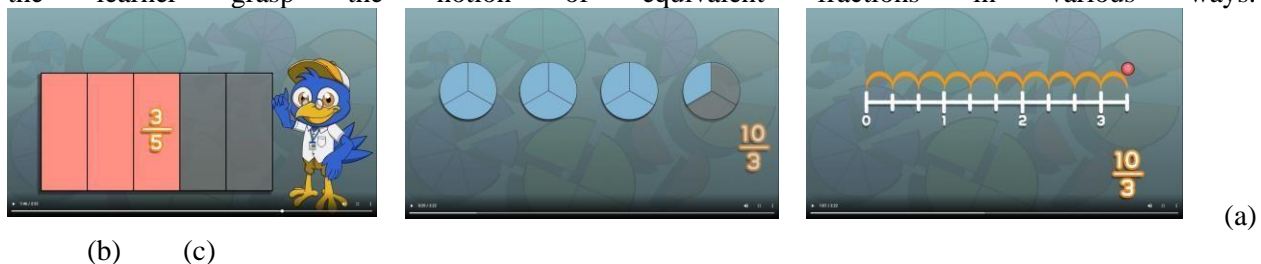 the learner grasp the notion of equivalent fractions in various ways.
3
5
10
3
0 1 2 3
10
3
(a)
(b) (c)